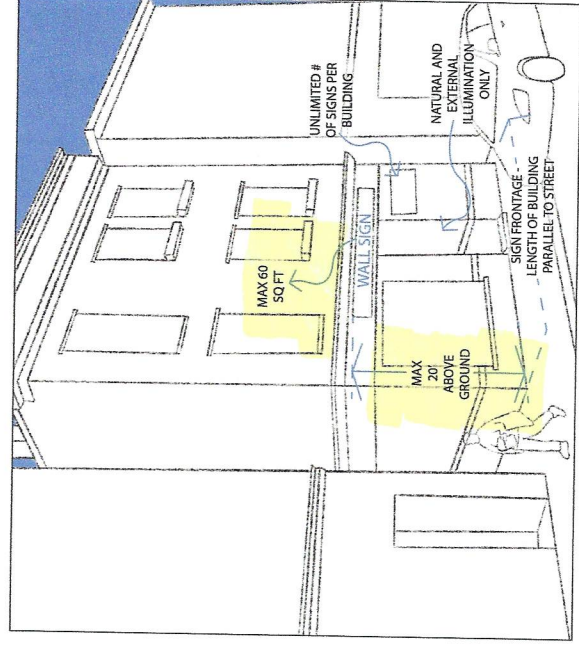 UNLIMITED #
OF SIGNS PER
BUILDING
NATURAL AND
EXTERNAL
ILLUMINATION
ONLY
MAX 60
SQ FT
WALL SIGN
MAX
20'
ABOVE
GROUND
SIGN FRONTAGE -
LENGTH OF BUILDING
PARALLEL TO STREET